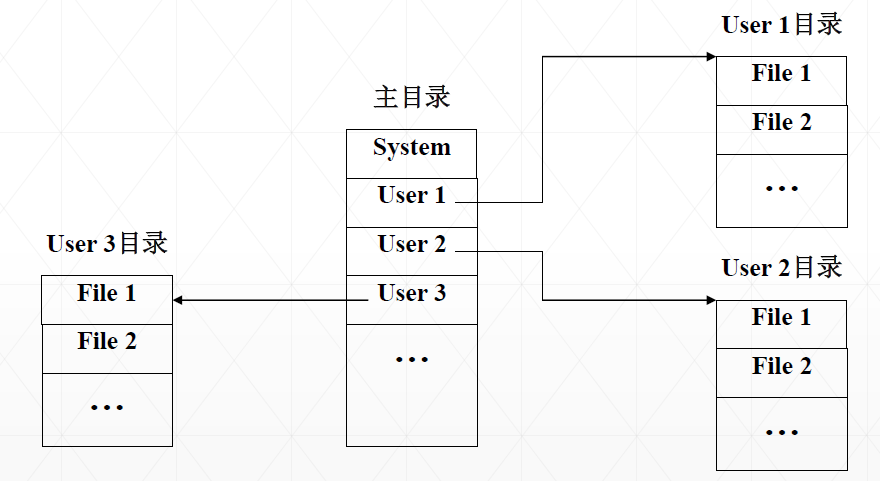 主目录
System
User 1
User 2
User 3
…
User 1目录
File 1
File 2
…
User 2目录
File 1
File 2
…
User 3目录
File 1
File 2
…